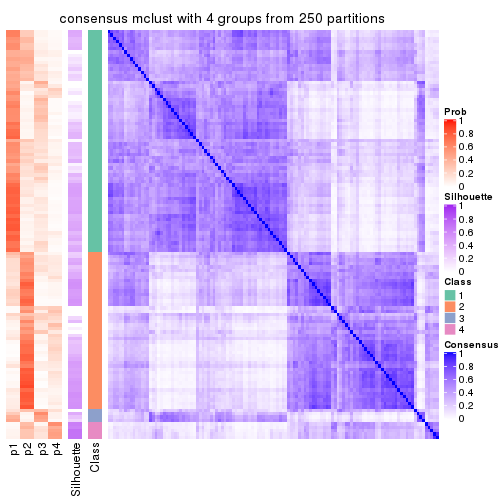 consensus mclust with 4 groups from 250 partitions
Prob
1
0.8
0.6
0.4
0.2
0
Silhouette
1
0.8
0.6
0.4
0.2
0
Class
1
2
3
4
Consensus
1
0.8
0.6
0.4
0.2
0
p1
p2
p3
p4
Silhouette
Class